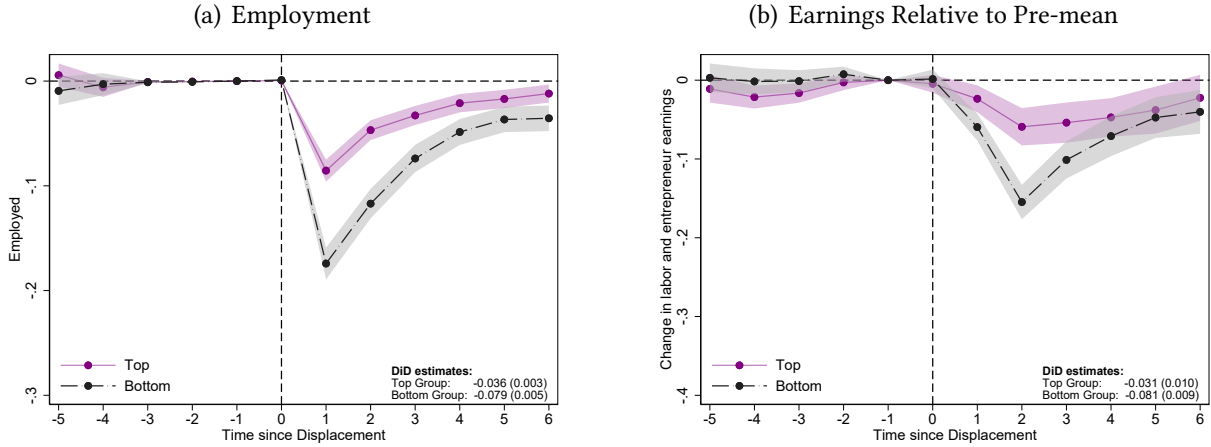 (a) Employment
Employed
0
-.1
-.2
-.3
-5 -4 -3 -2 -1 0 1 2 3 4 5 6
Time since Displacement
Top
Bottom
DiD estimates:
Top Group: -0.036 (0.003)
Bottom Group: -0.079 (0.005)
(b) Earnings Relative to Pre-mean
Change in labor and entrepreneur earnings
0
-.1
-.2
-.3
-.4
-5 -4 -3 -2 -1 0 1 2 3 4 5 6
Time since Displacement
Top
Bottom
DiD estimates:
Top Group: -0.031 (0.010)
Bottom Group: -0.081 (0.009)